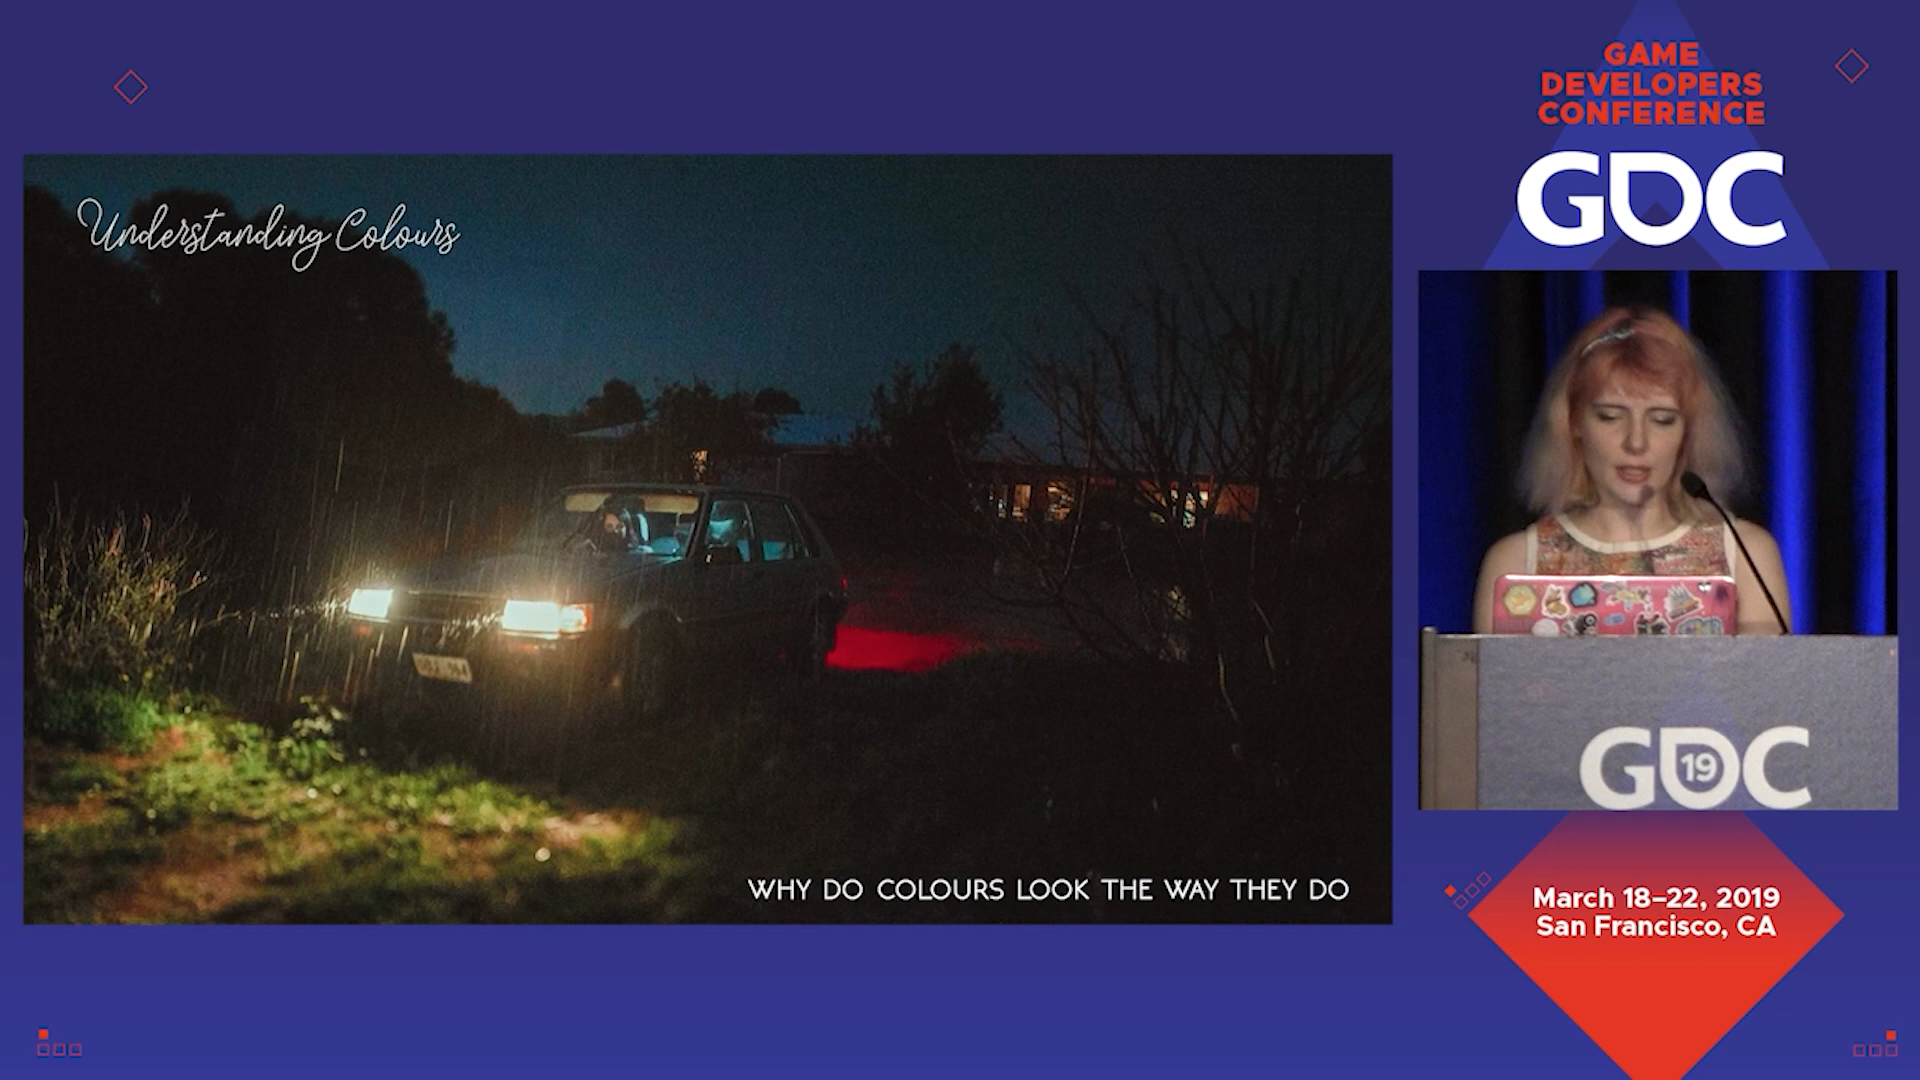 Understanding Colours
WHY DO COLOURS LOOK THE WAY THEY DO
GAME
DEVELOPERS
CONFERENCE
GDC
GDC
19
March 18–22, 2019
San Francisco, CA